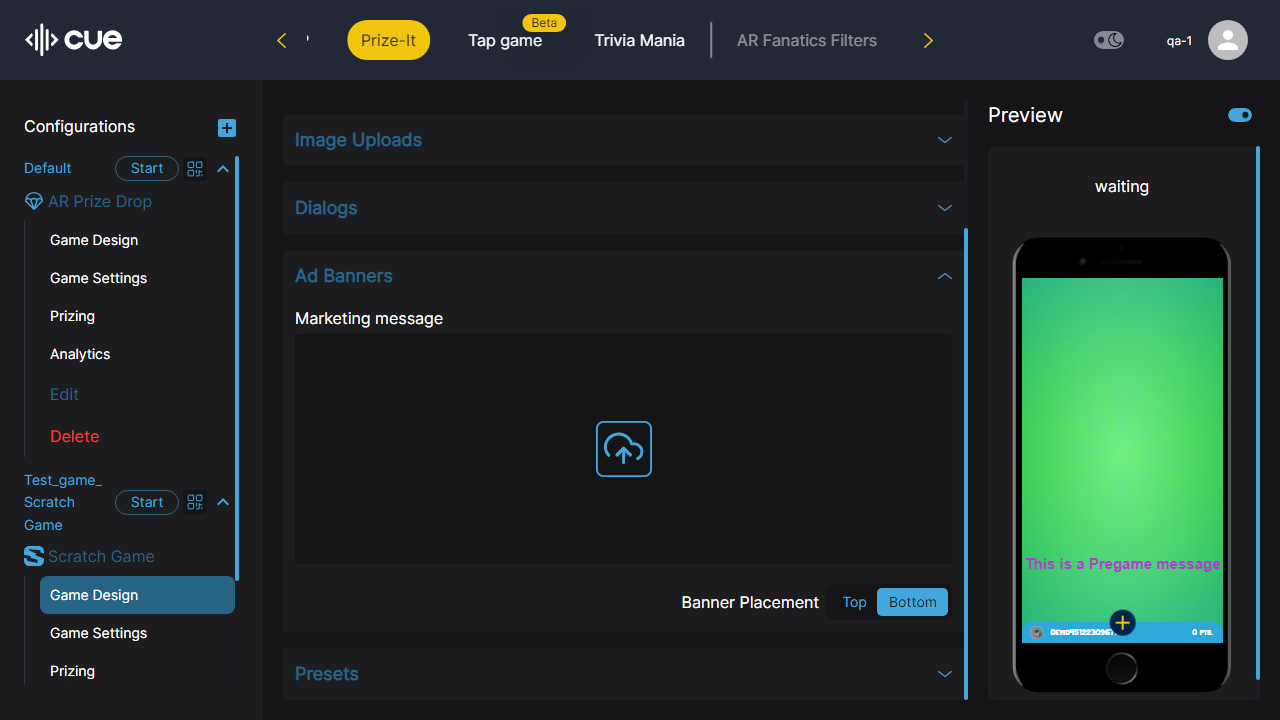 cue
Prize-It
Tap game
Beta
Trivia Mania
AR Fanatics Filters
qa-1
Configurations
Default
Start
AR Prize Drop
Game Design
Game Settings
Prizing
Analytics
Edit
Delete
Test_game_
Scratch
Game
Start
Scratch Game
Game Design
Game Settings
Prizing
Image Uploads
Dialogs
Ad Banners
Marketing message
Banner Placement
Top
Bottom
Presets
Preview
waiting
This is a Pregame message
0 PTS.